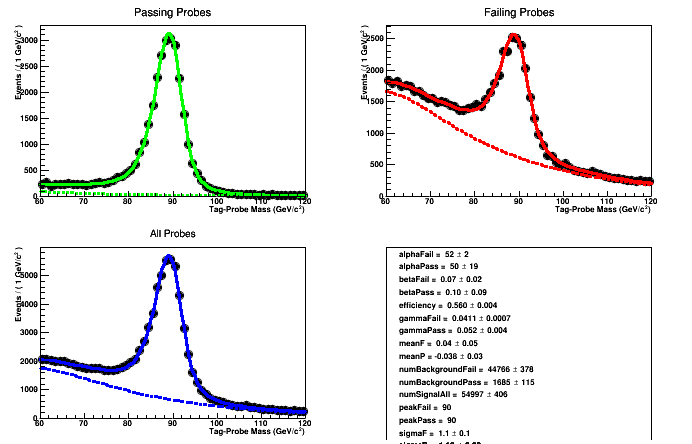 Passing Probes
Failing Probes
Events / ( 1 GeV/c² )
3000
2500
2000
1500
1000
500
0
60 70 80 90 100 110 120
Tag-Probe Mass (GeV/c²)
Events / ( 1 GeV/c² )
2500
2000
1500
1000
500
0
60 70 80 90 100 110 120
Tag-Probe Mass (GeV/c²)
All Probes
Events / ( 1 GeV/c² )
5000
4000
3000
2000
1000
0
60 70 80 90 100 110 120
Tag-Probe Mass (GeV/c²)
alphaFail = 52 ± 2
alphaPass = 50 ± 19
betaFail = 0.07 ± 0.02
betaPass = 0.10 ± 0.09
efficiency = 0.560 ± 0.004
gammaFail = 0.0411 ± 0.0007
gammaPass = 0.052 ± 0.004
meanF = 0.04 ± 0.05
meanP = -0.038 ± 0.03
numBackgroundFail = 44766 ± 378
numBackgroundPass = 1685 ± 115
numSignalAll = 54997 ± 406
peakFail = 90
peakPass = 90
sigmaF = 1.1 ± 0.1